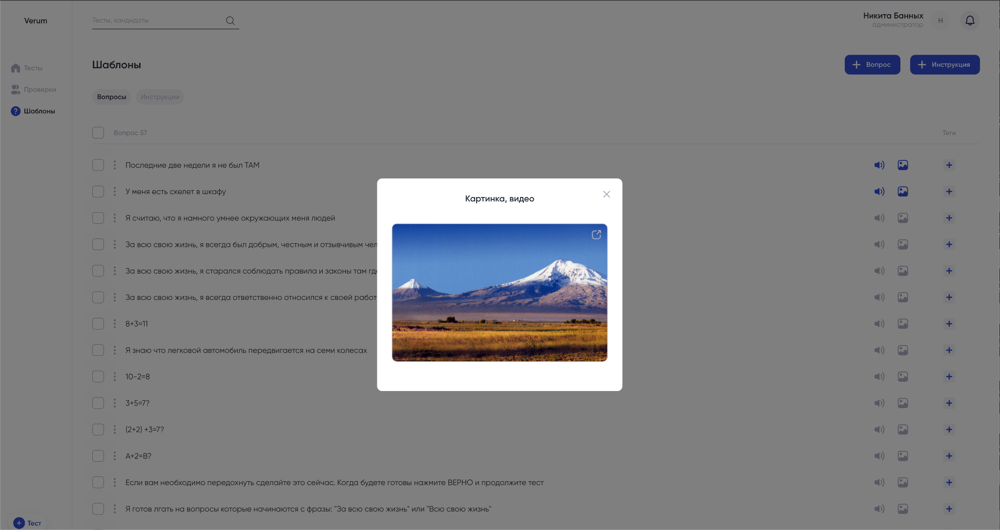 Verum
Тесты, кандидаты
Никита Банных
администратор
Н
Тесты
Проверки
Шаблоны
Шаблоны
Вопрос
Инструкция
Вопросы
Инструкции
Вопрос 57
Теги
Последние две недели я не был ТАМ
У меня есть скелет в шкафу
Я считаю, что я намного умнее окружающих меня людей
За всю свою жизнь, я всегда был добрым, честным и отзывчивым чел
За всю свою жизнь, я старался соблюдать правила и законы там где
За всю свою жизнь, я всегда ответственно относился к своей работ
8+3=11
Я знаю что легковой автомобиль передвигается на семи колесах
10-2=8
3+5=7?
(2+2) +3=7?
А+2=В?
Если вам необходимо передохнуть сделайте это сейчас. Когда будете готовы нажмите ВЕРНО и продолжите тест
Я готов лгать на вопросы которые начинаются с фразы: "За всю свою жизнь" или "Всю свою жизнь"
Картинка, видео
Тест